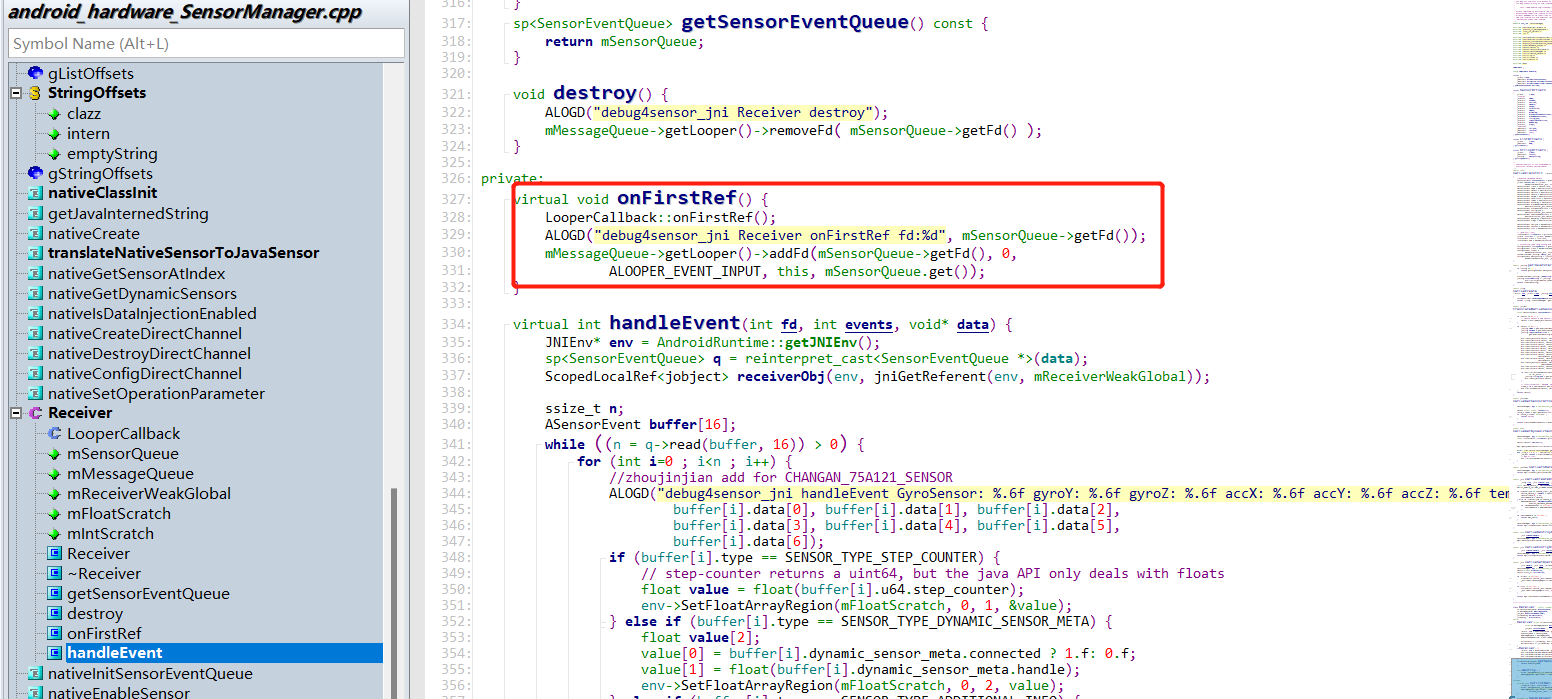 android_hardware_SensorManager.cpp
Symbol Name (Alt+L)
gListOffsets
StringOffsets
clazz
intern
emptyString
gStringOffsets
nativeClassInit
getJavaInternedString
nativeCreate
translateNativeSensorToJavaSensor
nativeGetSensorAtIndex
nativeGetDynamicSensors
nativeIsDataInjectionEnabled
nativeCreateDirectChannel
nativeDestroyDirectChannel
nativeConfigDirectChannel
nativeSetOperationParameter
Receiver
LooperCallback
mSensorQueue
mMessageQueue
mReceiverWeakGlobal
mFloatScratch
mIntScratch
Receiver
~Receiver
getSensorEventQueue
destroy
onFirstRef
handleEvent
nativeInitSensorEventQueue
nativeEnableSensor
316: }
317: sp<SensorEventQueue> getSensorEventQueue() const {
318: return mSensorQueue;
319: }
320:
321: void destroy() {
322: ALOGD("debug4sensor_jni Receiver destroy");
323: mMessageQueue->getLooper()->removeFd( mSensorQueue->getFd() );
324: }
325:
326: private:
327: virtual void onFirstRef() {
328: LooperCallback::onFirstRef();
329: ALOGD("debug4sensor_jni Receiver onFirstRef fd:%d", mSensorQueue->getFd());
330: mMessageQueue->getLooper()->addFd(mSensorQueue->getFd(), 0,
331: ALOOPER_EVENT_INPUT, this, mSensorQueue.get());
332: }
333:
334: virtual int handleEvent(int fd, int events, void* data) {
335: JNIEnv* env = AndroidRuntime::getJNIEnv();
336: sp<SensorEventQueue> q = reinterpret_cast<SensorEventQueue *>(data);
337: ScopedLocalRef<jobject> receiverObj(env, jniGetReferent(env, mReceiverWeakGlobal));
338:
339: ssize_t n;
340: ASensorEvent buffer[16];
341: while ((n = q->read(buffer, 16)) > 0) {
342: for (int i=0 ; i<n ; i++) {
343: //zhoujinjian add for CHANGAN_75A121_SENSOR
344: ALOGD("debug4sensor_jni handleEvent GyroSensor: %.6f gyroY: %.6f gyroZ: %.6f accX: %.6f accY: %.6f accZ: %.6f ten
345: buffer[i].data[0], buffer[i].data[1], buffer[i].data[2],
346: buffer[i].data[3], buffer[i].data[4], buffer[i].data[5],
347: buffer[i].data[6]);
348: if (buffer[i].type == SENSOR_TYPE_STEP_COUNTER) {
349: // step-counter returns a uint64, but the java API only deals with floats
350: float value = float(buffer[i].u64.step_counter);
351: env->SetFloatArrayRegion(mFloatScratch, 0, 1, &value);
352: } else if (buffer[i].type == SENSOR_TYPE_DYNAMIC_SENSOR_META) {
353: float value[2];
354: value[0] = buffer[i].dynamic_sensor_meta.connected ? 1.f: 0.f;
355: value[1] = float(buffer[i].dynamic_sensor_meta.handle);
356: env->SetFloatArrayRegion(mFloatScratch, 0, 2, value);